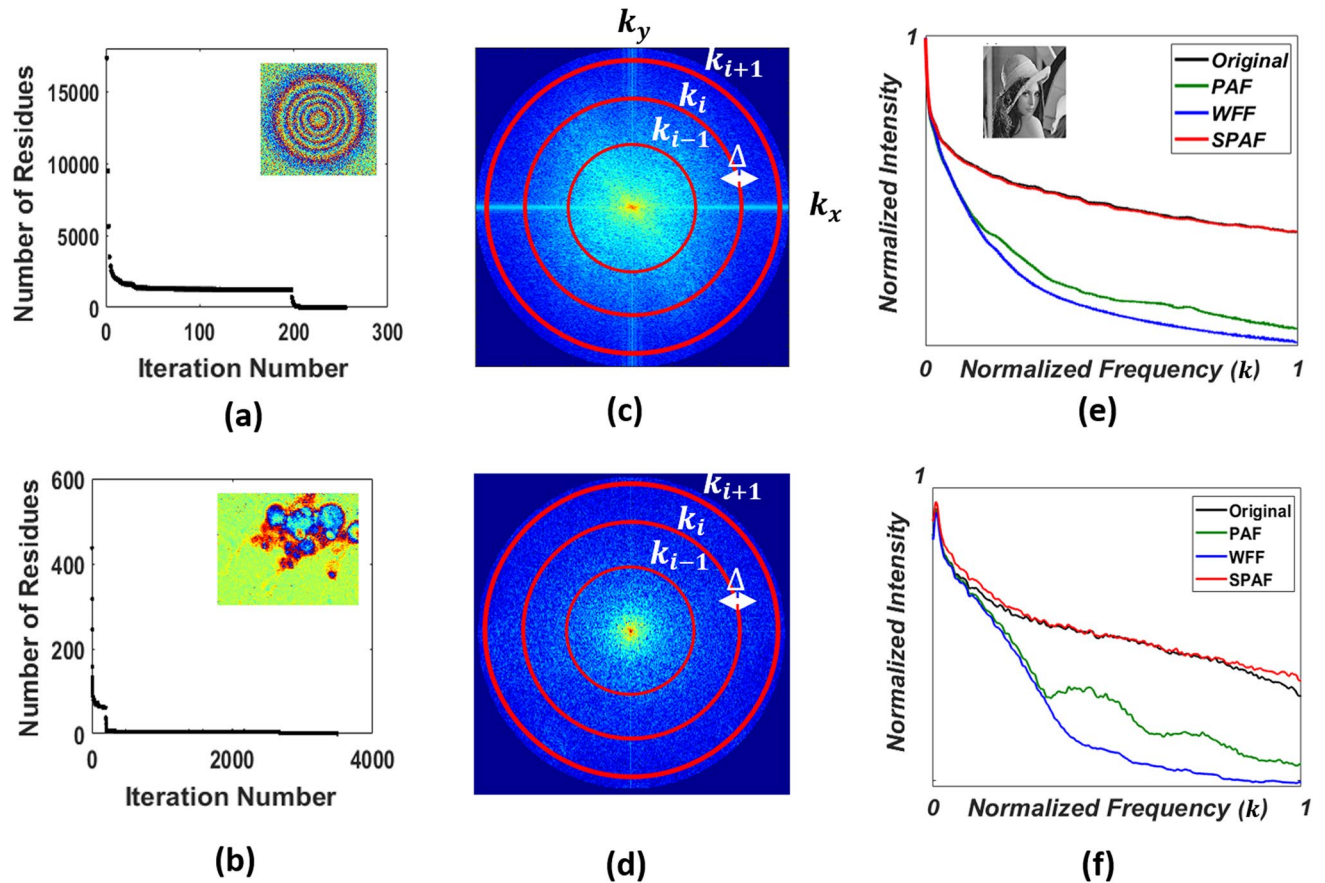 Number of Residues
15000
10000
5000
0
0
100
200
300
Iteration Number
(a)
k_y
k_{i+1}
k_i
k_{i-1}
Δ
k_x
(c)
1
Normalized Intensity
Original
PAF
WFF
SPAF
0
Normalized Frequency (k)
1
(e)
Number of Residues
600
400
200
0
0
2000
4000
Iteration Number
(b)
k_{i+1}
k_i
k_{i-1}
Δ
(d)
1
Normalized Intensity
Original
PAF
WFF
SPAF
0
Normalized Frequency (k)
1
(f)